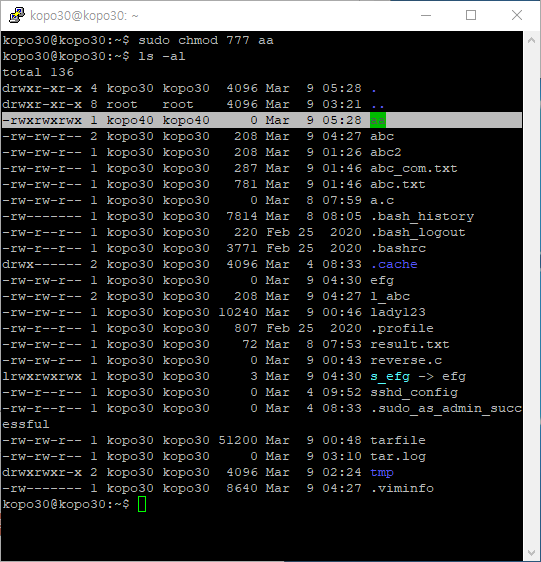 kopo30@kopo30: ~
kopo30@kopo30:~$ sudo chmod 777 aa
kopo30@kopo30:~$ ls -al
total 136
drwxr-xr-x 4 kopo30 kopo30  4096 Mar  9 05:28 .
drwxr-xr-x 8 root   root    4096 Mar  9 03:21 ..
-rwxrwxrwx 1 kopo40 kopo40     0 Mar  9 05:28 aa
-rw-rw-r-- 2 kopo30 kopo30   208 Mar  9 04:27 abc
-rw-rw-r-- 1 kopo30 kopo30   208 Mar  9 01:26 abc2
-rw-rw-r-- 1 kopo30 kopo30   287 Mar  9 01:46 abc_com.txt
-rw-rw-r-- 1 kopo30 kopo30   781 Mar  9 01:46 abc.txt
-rw-rw-r-- 1 kopo30 kopo30     0 Mar  8 07:59 a.c
-rw------- 1 kopo30 kopo30  7814 Mar  8 08:05 .bash_history
-rw-r--r-- 1 kopo30 kopo30   220 Feb 25  2020 .bash_logout
-rw-r--r-- 1 kopo30 kopo30  3771 Feb 25  2020 .bashrc
drwx------ 2 kopo30 kopo30  4096 Mar  4 08:33 .cache
-rw-rw-r-- 1 kopo30 kopo30     0 Mar  9 04:30 efg
-rw-rw-r-- 2 kopo30 kopo30   208 Mar  9 04:27 l_abc
-rw-rw-r-- 1 kopo30 kopo30 10240 Mar  9 00:46 lady123
-rw-r--r-- 1 kopo30 kopo30   807 Feb 25  2020 .profile
-rw-rw-r-- 1 kopo30 kopo30    72 Mar  8 07:53 result.txt
-rw-rw-r-- 1 kopo30 kopo30     0 Mar  9 00:43 reverse.c
lrwxrwxrwx 1 kopo30 kopo30     3 Mar  9 04:30 s_efg -> efg
-rw-rw-r-- 1 kopo30 kopo30     0 Mar  4 09:52 sshd_config
-rw-r--r-- 1 kopo30 kopo30     0 Mar  4 08:33 .sudo_as_admin_succ
essful
-rw-rw-r-- 1 kopo30 kopo30 51200 Mar  9 00:48 tarfile
-rw-rw-r-- 1 kopo30 kopo30     0 Mar  9 03:10 tar.log
drwxrwxr-x 2 kopo30 kopo30  4096 Mar  9 02:24 tmp
-rw------- 1 kopo30 kopo30  8640 Mar  9 04:27 .viminfo
kopo30@kopo30:~$